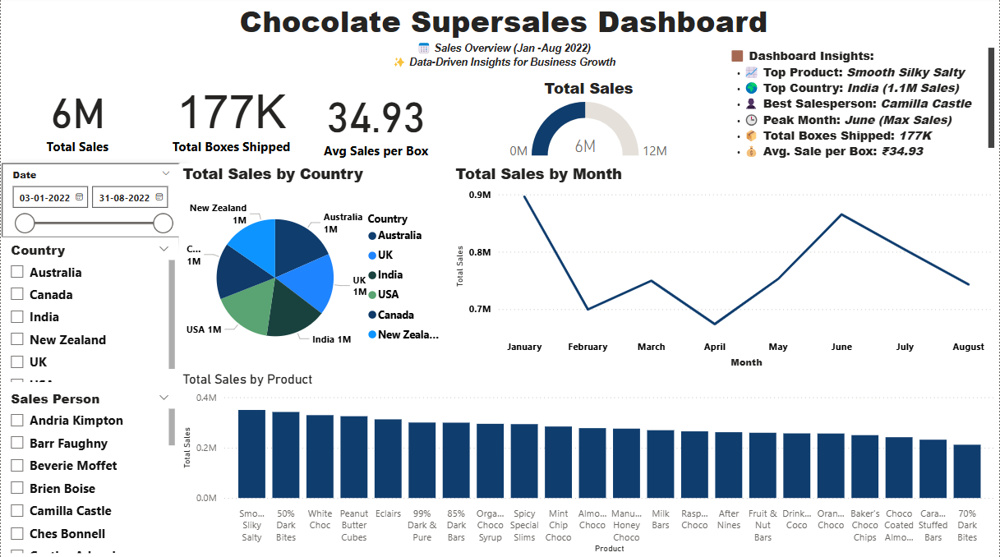 Chocolate Supersales Dashboard
Sales Overview (Jan -Aug 2022)
Data-Driven Insights for Business Growth
Dashboard Insights:
Top Product: Smooth Silky Salty
Top Country: India (1.1M Sales)
Best Salesperson: Camilla Castle
Peak Month: June (Max Sales)
Total Boxes Shipped: 177K
Avg. Sale per Box: ₹34.93
6M
Total Sales
177K
Total Boxes Shipped
34.93
Avg Sales per Box
Total Sales
0M
6M
12M
Date
03-01-2022
31-08-2022
Country
Australia
Canada
India
New Zealand
UK
Sales Person
Andria Kimpton
Barr Faughny
Beverie Moffet
Brien Boise
Camilla Castle
Ches Bonnell
Total Sales by Country
New Zealand
1M
Australia
1M
C...
1M
UK
1M
USA 1M
India 1M
Country
Australia
UK
India
USA
Canada
New Zeala...
Total Sales by Month
Total Sales
0.9M
0.8M
0.7M
January February March April May June July August
Month
Total Sales by Product
Total Sales
0.4M
0.2M
0.0M
Smo... Sliky Salty
50% Dark Bites
White Choc
Peanut Butter Cubes
Eclairs
99% Dark & Pure
85% Dark Bars
Orga... Choco Syrup
Spicy Special Slims
Mint Chip Choco
Almo... Choco
Manu... Honey Choco
Milk Bars
Rasp... Choco
After Nines
Fruit & Nut Bars
Drink... Coco
Oran... Choco
Baker's Choco Chips
Choco Coated Almo...
Cara... Stuffed Bars
70% Dark Bites
Product